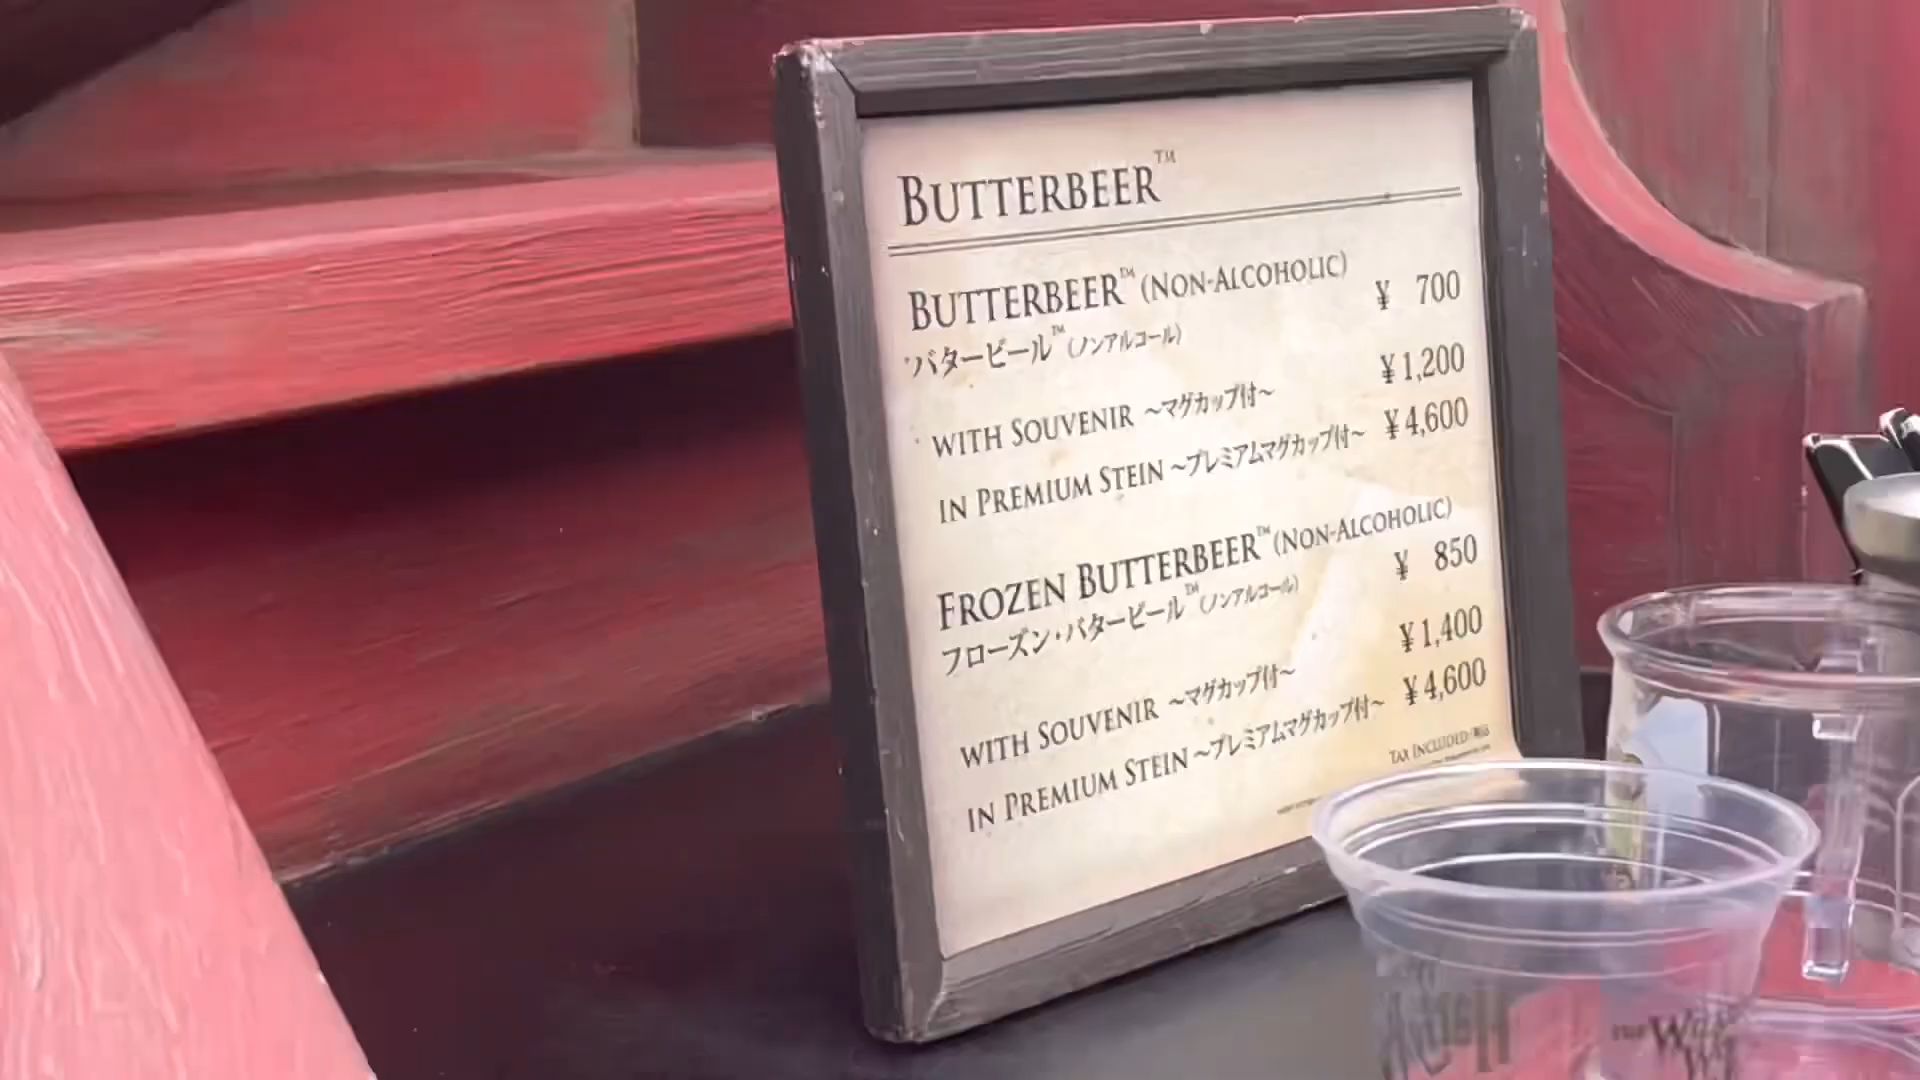 BUTTERBEER™
BUTTERBEER™ (NON-ALCOHOLIC) ¥ 700
バタービール™(ノンアルコール)
WITH SOUVENIR ~マグカップ付~ ¥1,200
IN PREMIUM STEIN ~プレミアムマグカップ付~ ¥4,600
FROZEN BUTTERBEER™ (NON-ALCOHOLIC) ¥ 850
フローズン・バタービール™(ノンアルコール)
WITH SOUVENIR ~マグカップ付~ ¥1,400
IN PREMIUM STEIN ~プレミアムマグカップ付~ ¥4,600
TAX INCLUDED